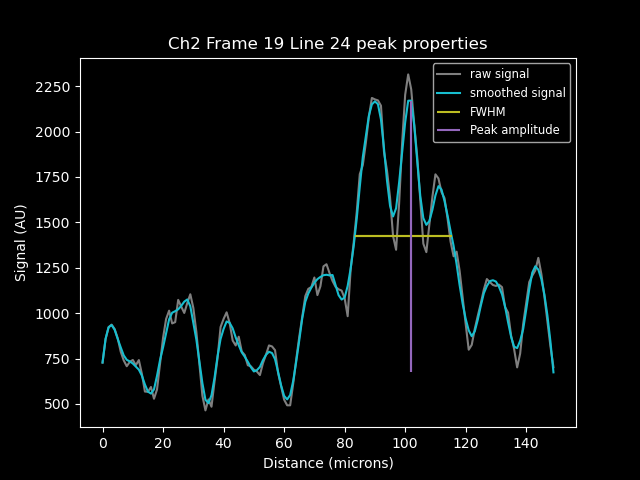 Ch2 Frame 19 Line 24 peak properties
raw signal
smoothed signal
FWHM
Peak amplitude
Signal (AU)
2250
2000
1750
1500
1250
1000
750
500
0 20 40 60 80 100 120 140
Distance (microns)